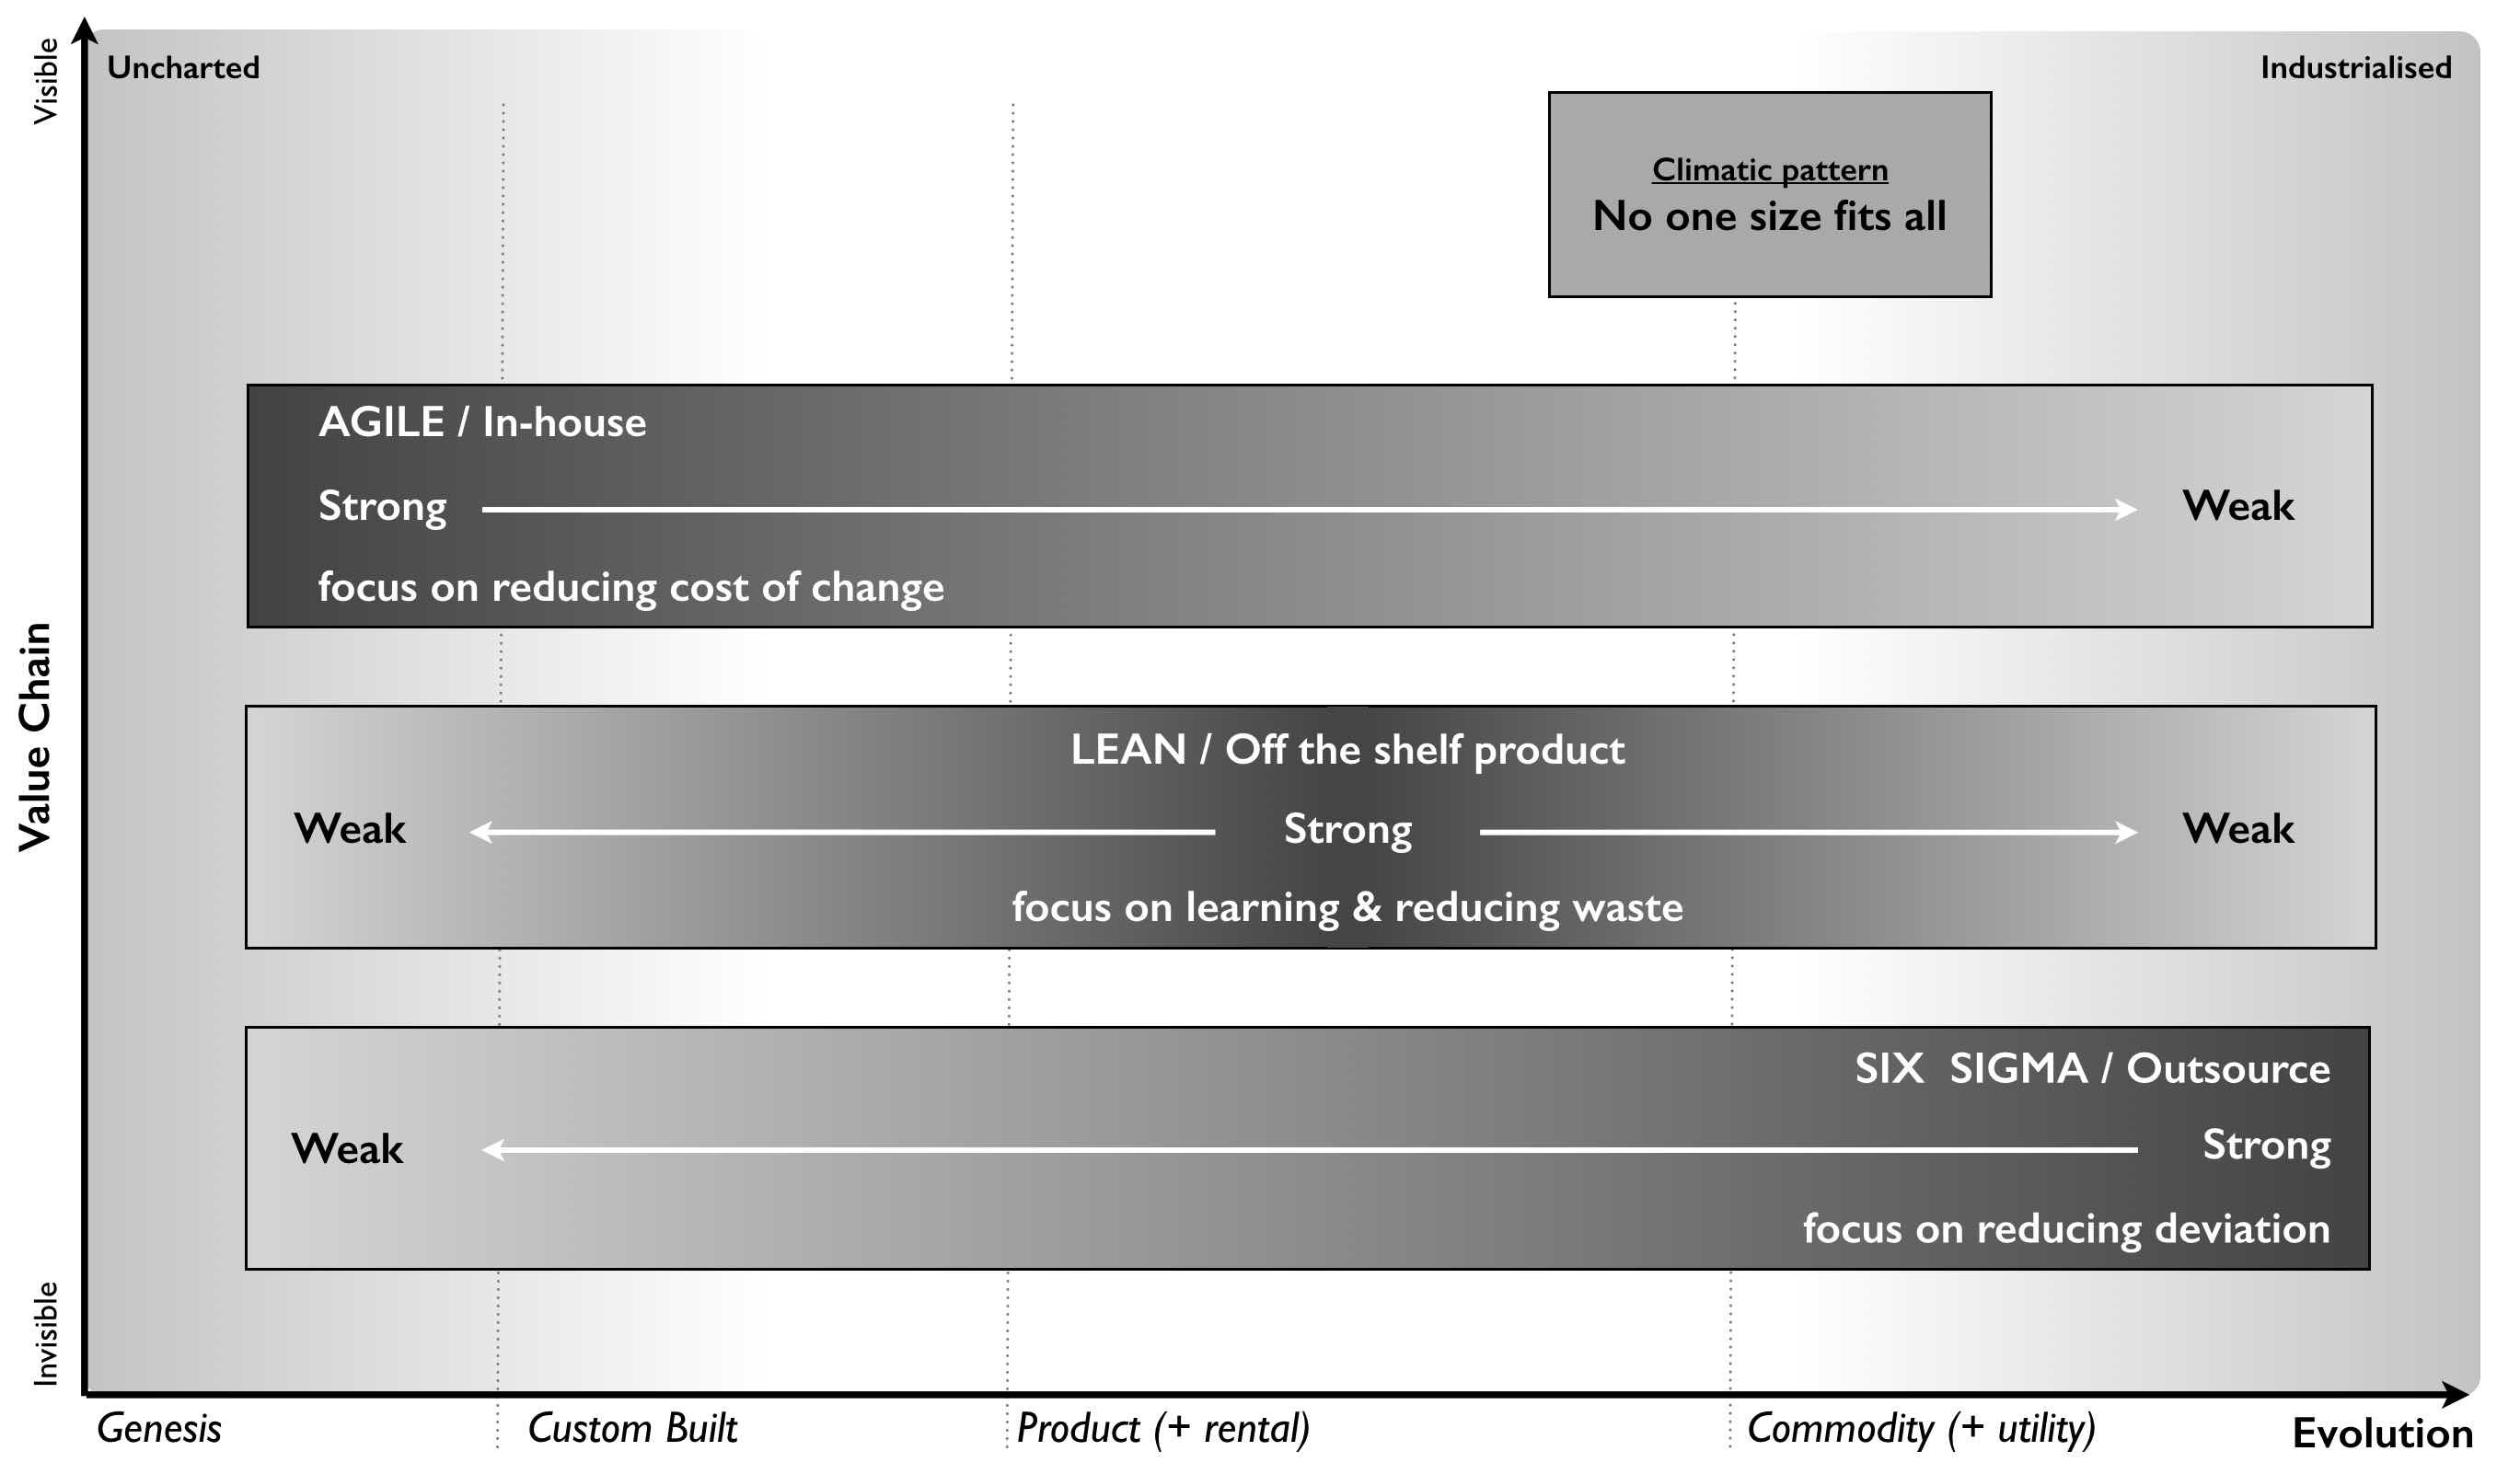 Visible
Uncharted
Industrialised
Climatic pattern
No one size fits all
AGILE / In-house
Strong
Weak
focus on reducing cost of change
Value Chain
LEAN / Off the shelf product
Weak
Strong
Weak
focus on learning & reducing waste
SIX SIGMA / Outsource
Weak
Strong
focus on reducing deviation
Invisible
Genesis
Custom Built
Product (+ rental)
Commodity (+ utility)
Evolution